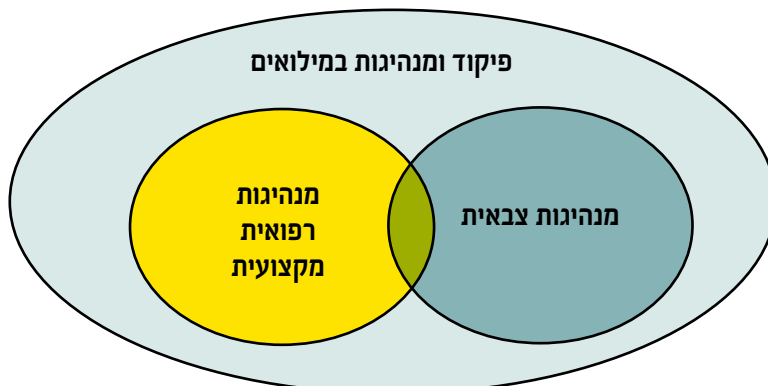 פיקוד ומנהיגות במילואים
מנהיגות צבאית
מנהיגות
רפואית
מקצועית